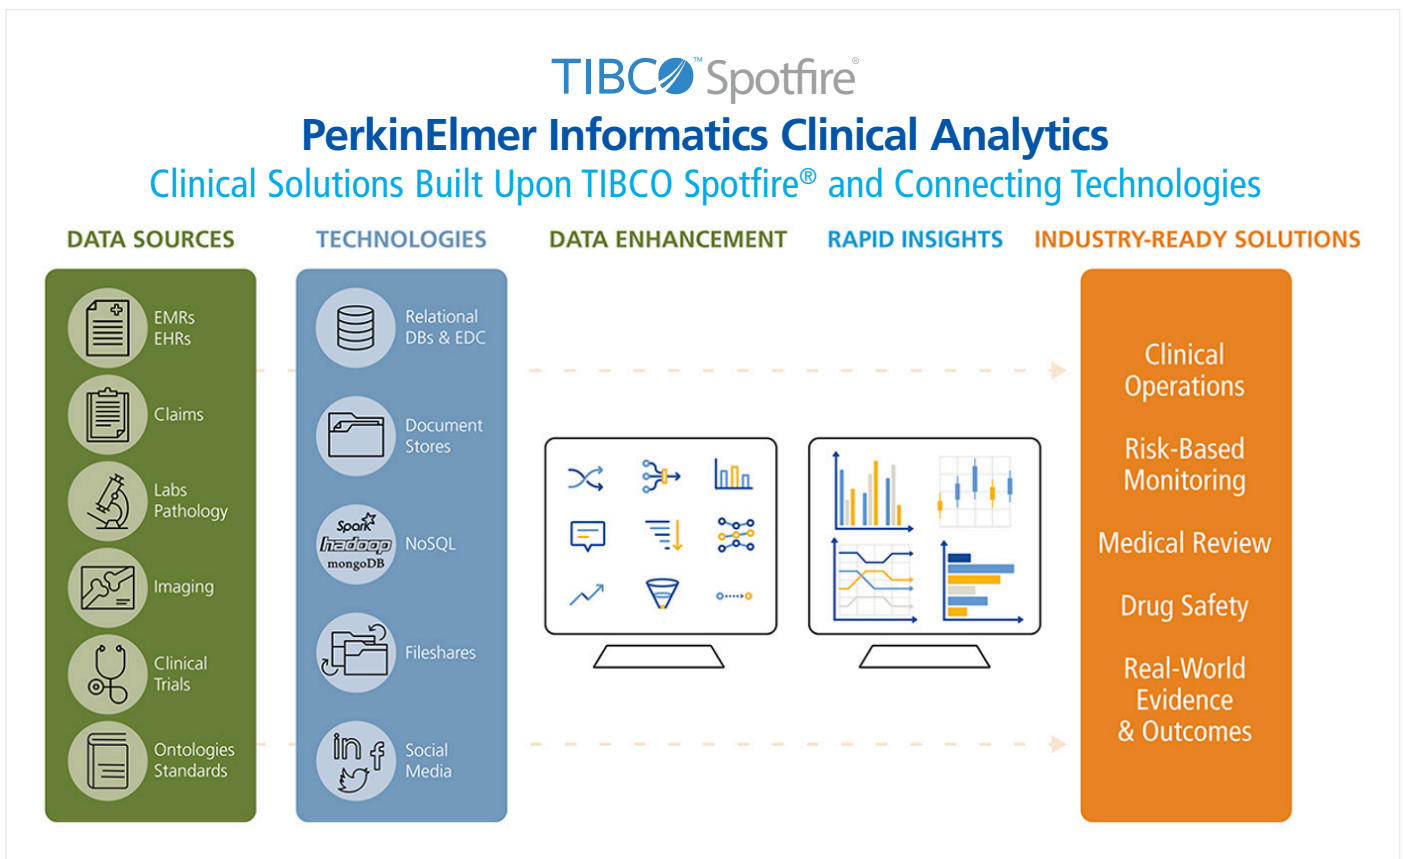 TIBCO™ Spotfire®
PerkinElmer Informatics Clinical Analytics
Clinical Solutions Built Upon TIBCO Spotfire® and Connecting Technologies
DATA SOURCES
EMRs
EHRs
Claims
Labs
Pathology
Imaging
Clinical
Trials
Ontologies
Standards
TECHNOLOGIES
Relational
DBs & EDC
Document
Stores
Spark
hadoop
mongoDB
NoSQL
Fileshares
in f
Social
Media
DATA ENHANCEMENT
RAPID INSIGHTS
INDUSTRY-READY SOLUTIONS
Clinical
Operations
Risk-Based
Monitoring
Medical Review
Drug Safety
Real-World
Evidence
& Outcomes